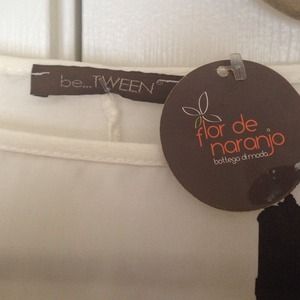 be...TWEEN
flor de
naranjo
bottega di moda